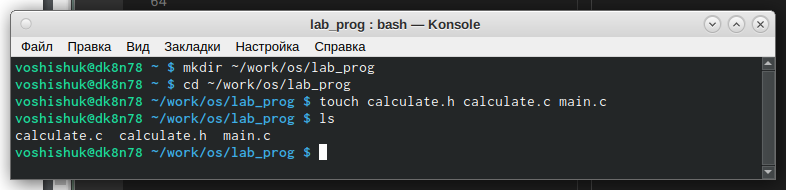 64
lab_prog : bash — Konsole
Файл Правка Вид Закладки Настройка Справка
voshishuk@dk8n78 ~ $ mkdir ~/work/os/lab_prog
voshishuk@dk8n78 ~ $ cd ~/work/os/lab_prog
voshishuk@dk8n78 ~/work/os/lab_prog $ touch calculate.h calculate.c main.c
voshishuk@dk8n78 ~/work/os/lab_prog $ ls
calculate.c calculate.h main.c
voshishuk@dk8n78 ~/work/os/lab_prog $